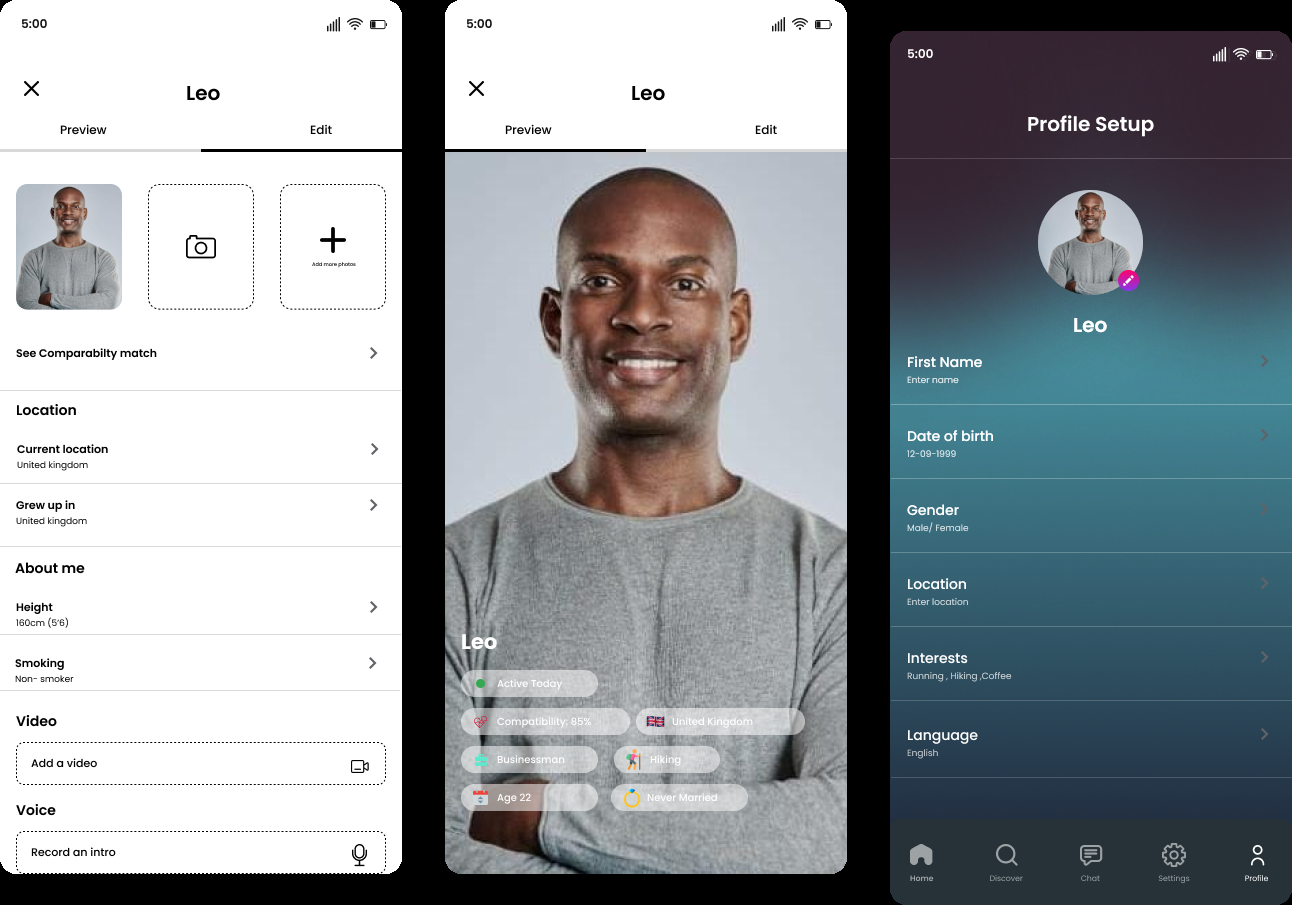 5:00
Leo
Preview
Edit
Add more photos
See Comparabilty match
Location
Current location
United kingdom
Grew up in
United kingdom
About me
Height
160cm (5'6)
Smoking
Non- smoker
Video
Add a video
Voice
Record an intro
5:00
Leo
Preview
Edit
Leo
Active Today
Compatibility: 85%
United Kingdom
Businessman
Hiking
Age 22
Never Married
5:00
Profile Setup
Leo
First Name
Enter name
Date of birth
12-09-1999
Gender
Male/ Female
Location
Enter location
Interests
Running , Hiking ,Coffee
Language
English
Home
Discover
Chat
Settings
Profile